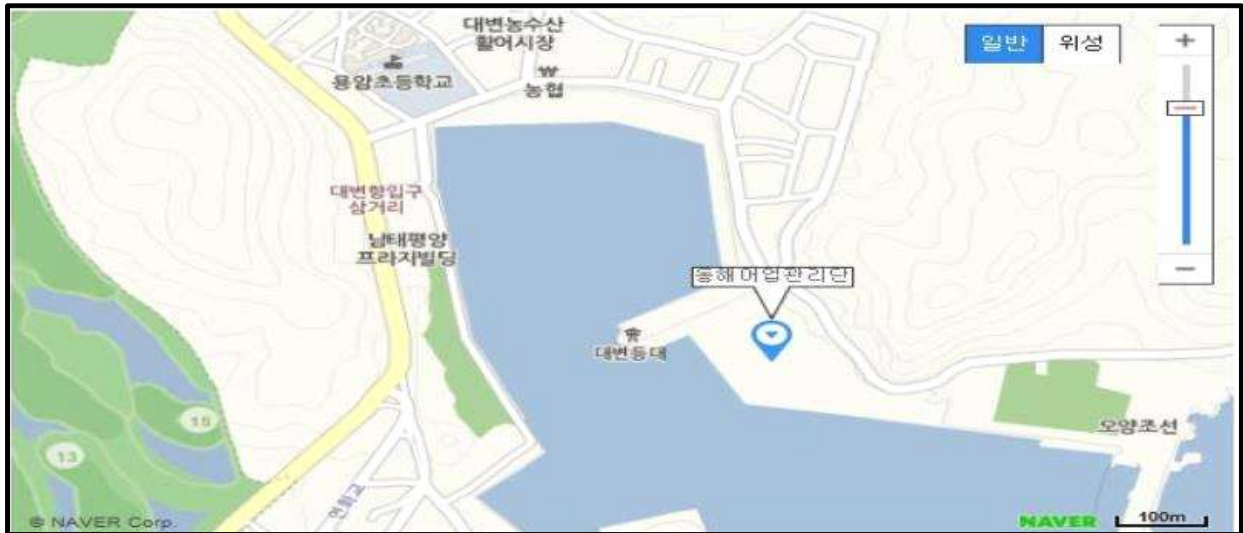 대변농수산
활어시장
일반
위성
+
용암초등학교
₩
농협
대변항입구
삼거리
남태평양
프라자빌딩
동해어업관리단
−
대변등대
오양조선
15
13
연화교
© NAVER Corp.
NAVER
100m